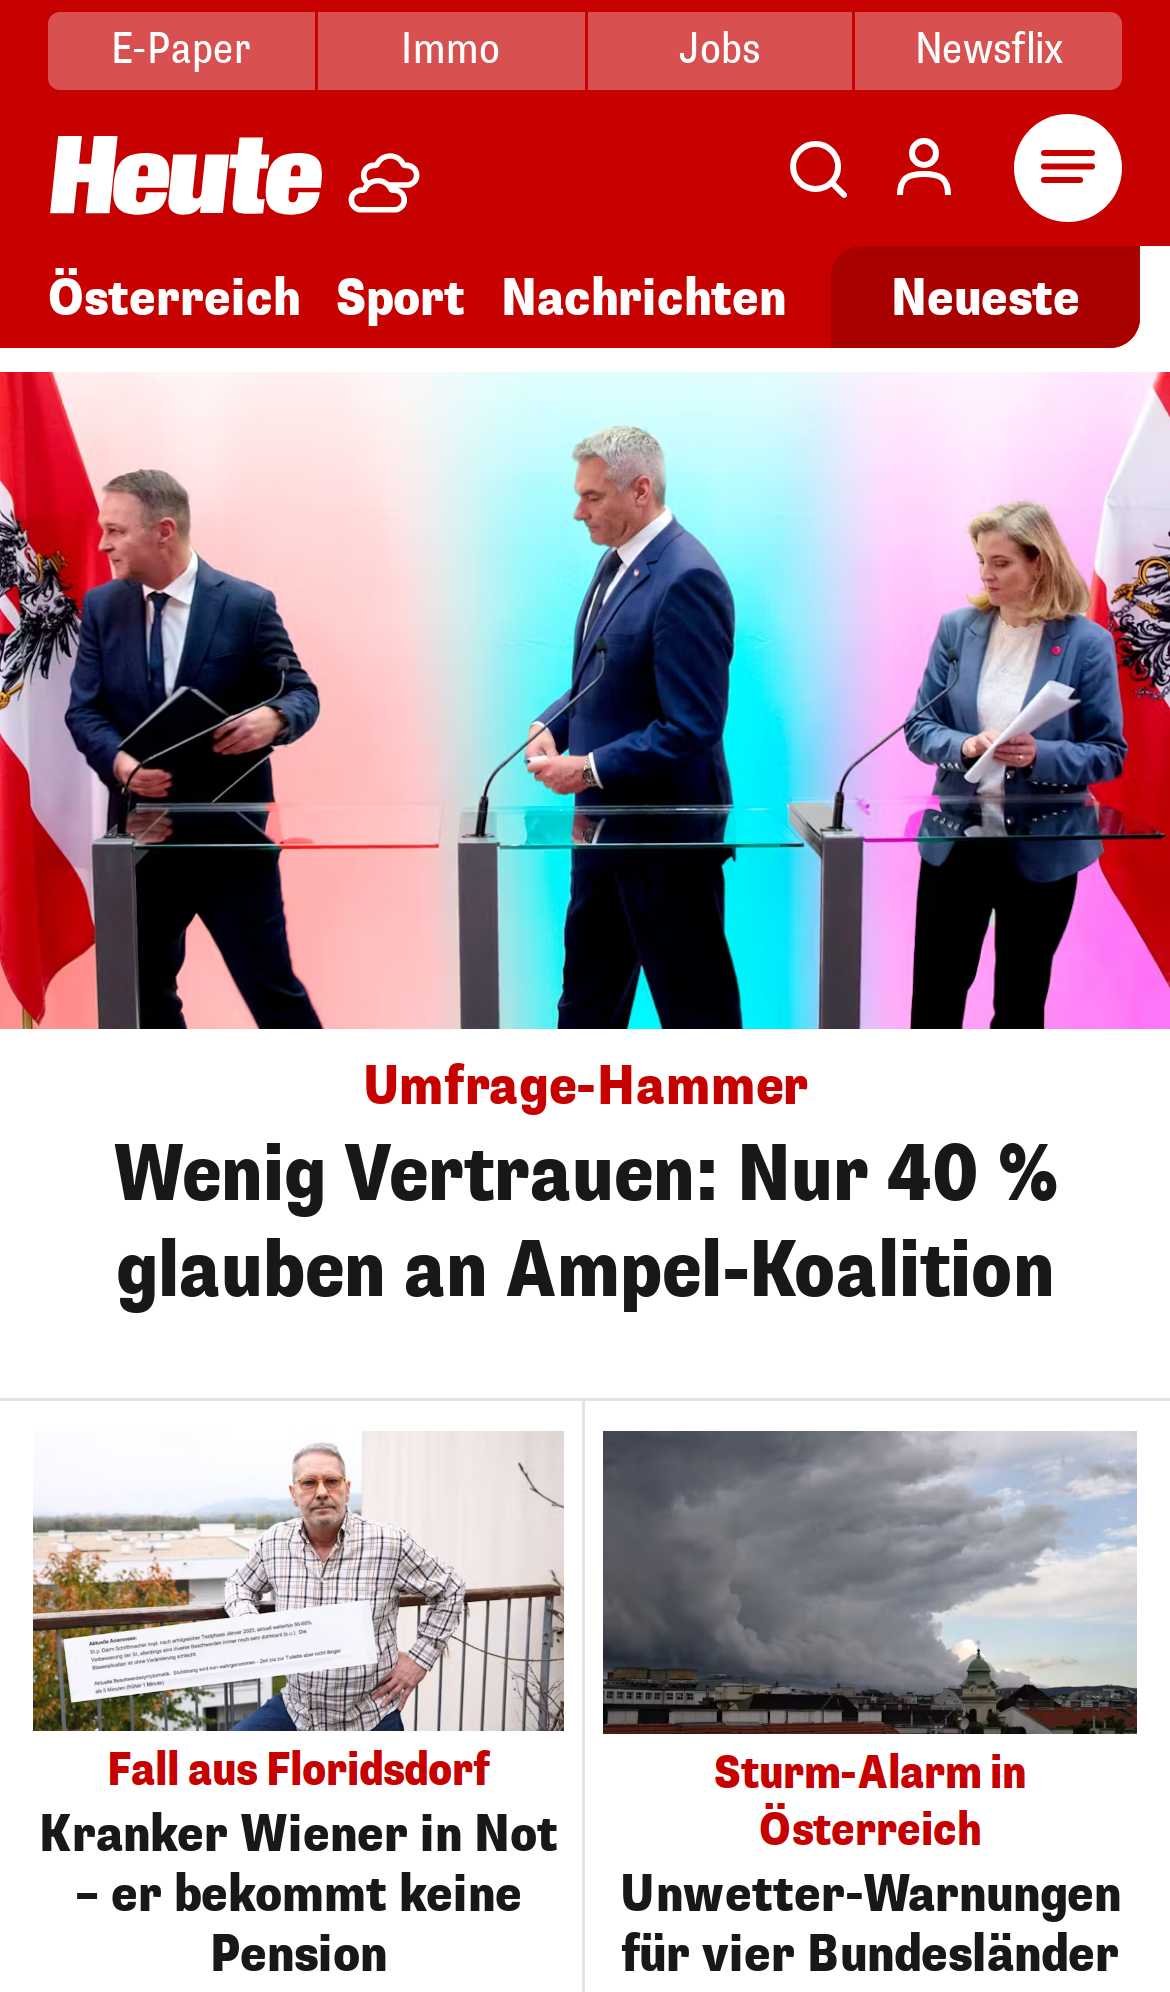 E-Paper
Immo
Jobs
Newsflix
Heute
Österreich
Sport
Nachrichten
Neueste
Umfrage-Hammer
Wenig Vertrauen: Nur 40 %
glauben an Ampel-Koalition
Aktuelle Anamnese:
Fall aus Floridsdorf
Kranker Wiener in Not
– er bekommt keine
Pension
Sturm-Alarm in
Österreich
Unwetter-Warnungen
für vier Bundesländer